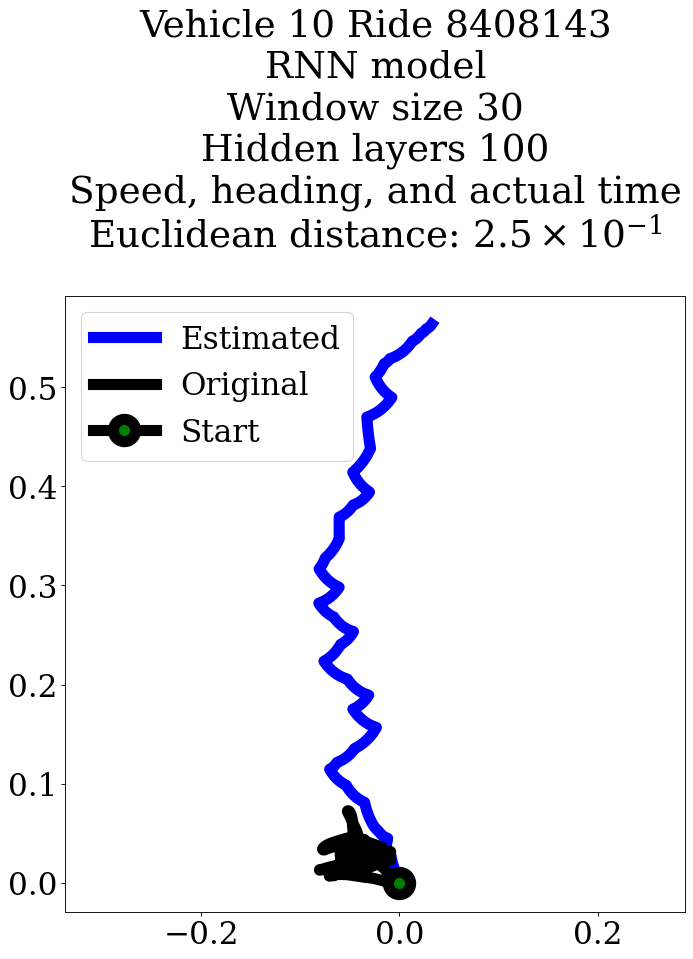 Vehicle 10 Ride 8408143
RNN model
Window size 30
Hidden layers 100
Speed, heading, and actual time
Euclidean distance: 2.5 × 10⁻¹
Estimated
Original
Start
0.5
0.4
0.3
0.2
0.1
0.0
−0.2 0.0 0.2